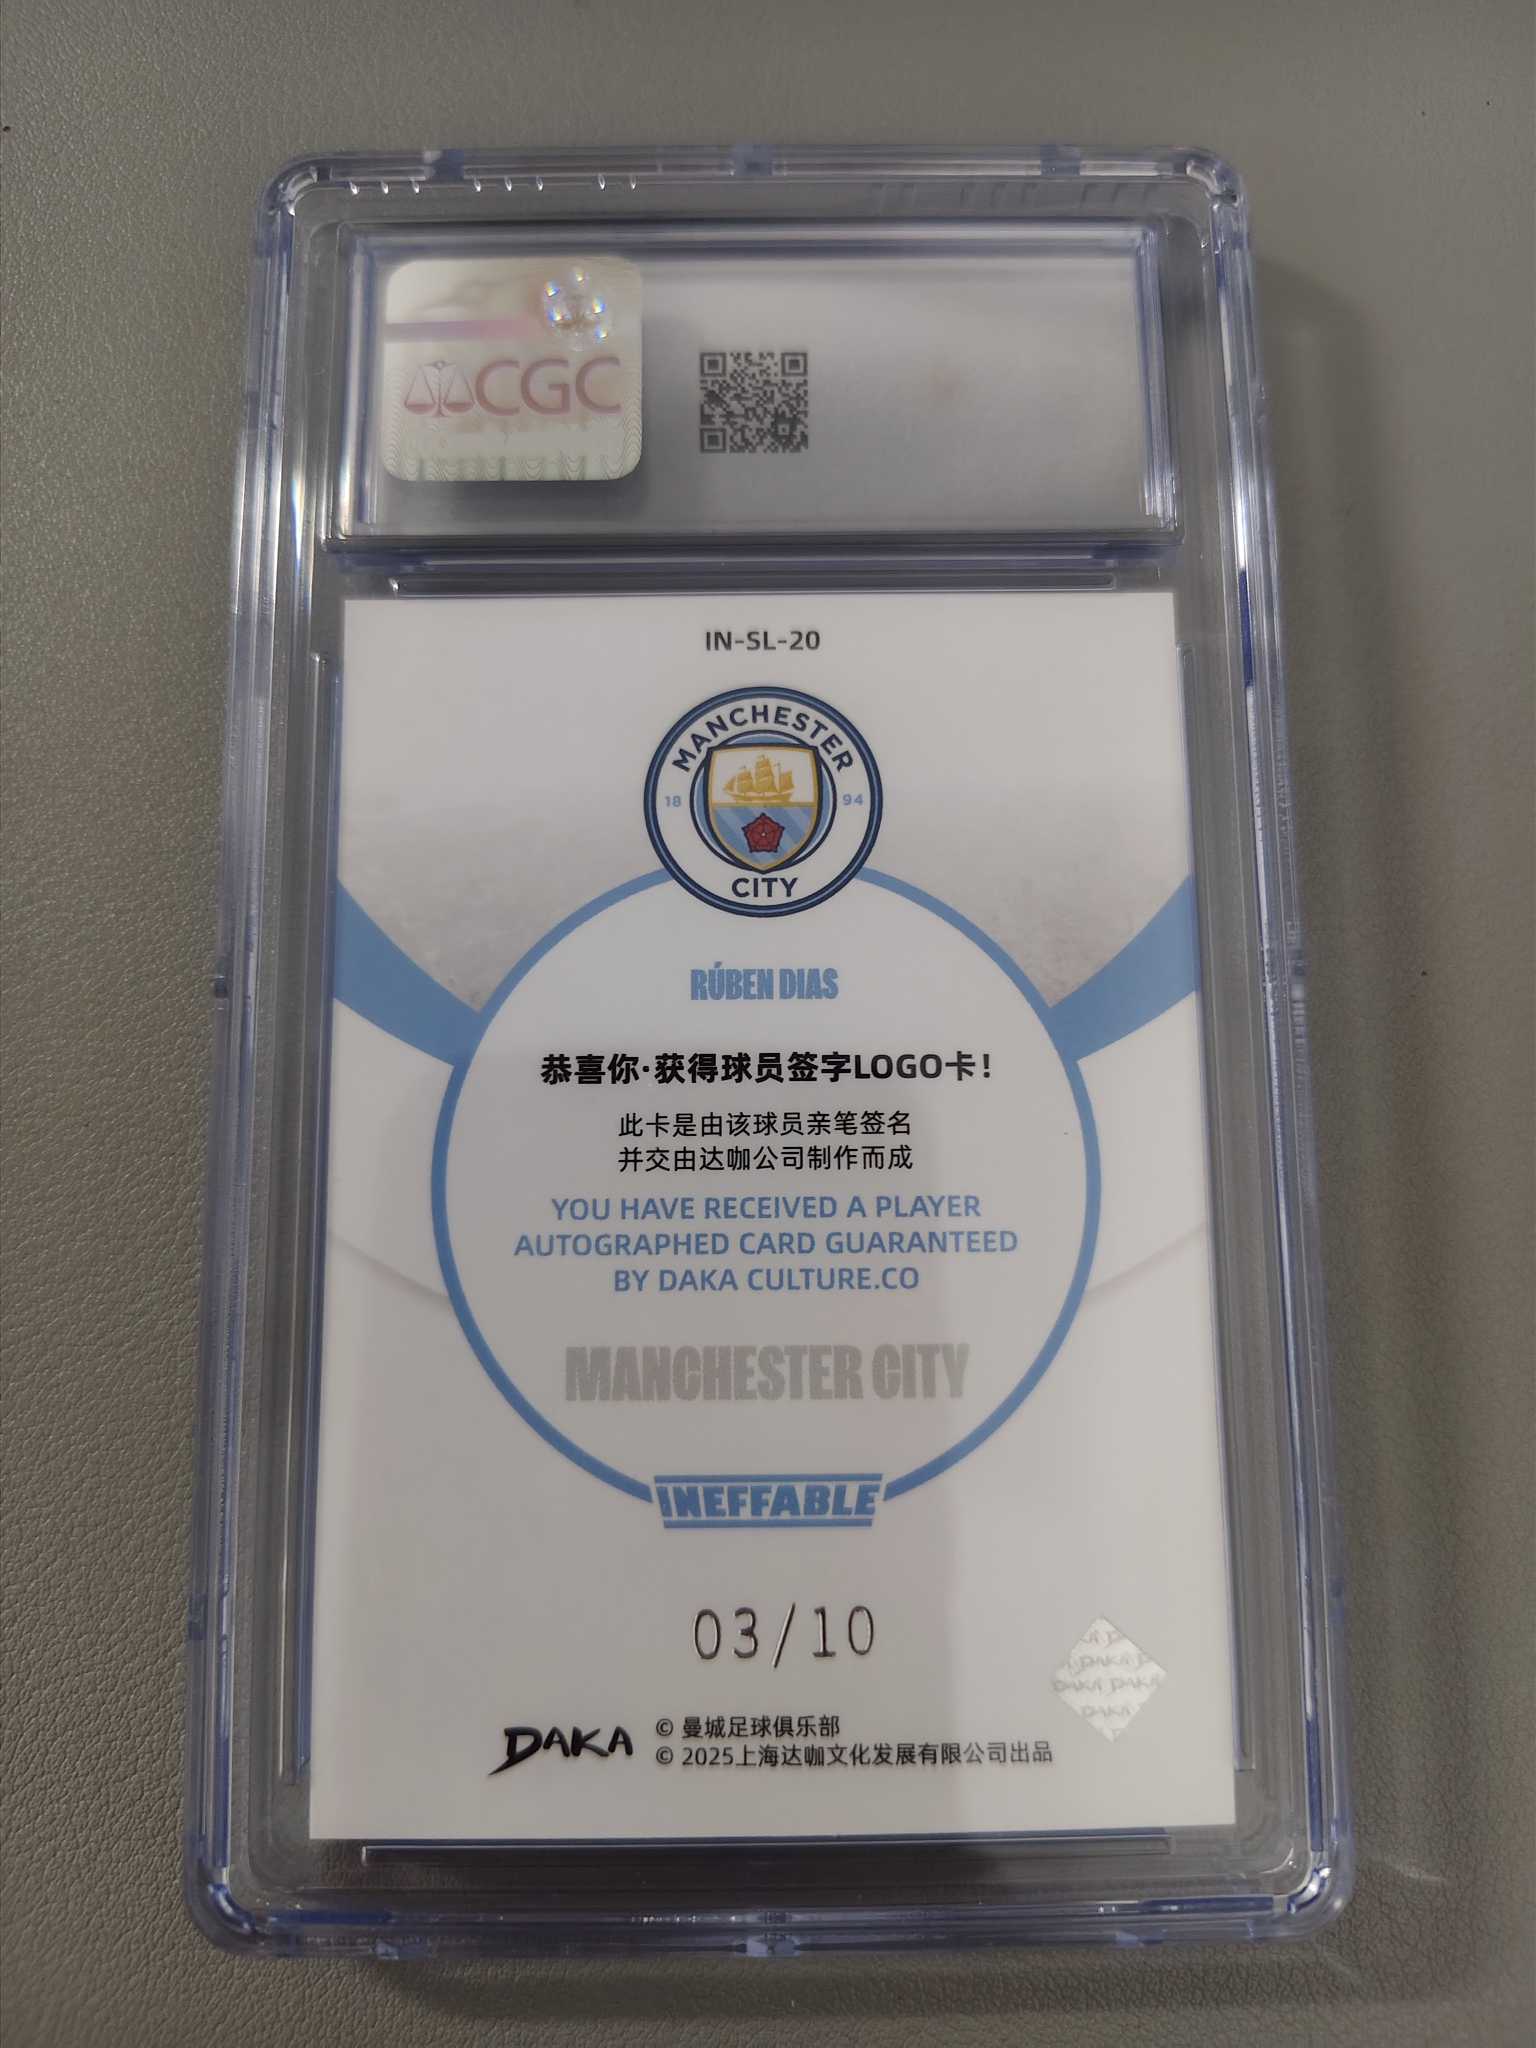 CGC
IN-SL-20
MANCHESTER
18 94
CITY
RÚBEN DIAS
恭喜你·获得球员签字LOGO卡！
此卡是由该球员亲笔签名
并交由达咖公司制作而成
YOU HAVE RECEIVED A PLAYER
AUTOGRAPHED CARD GUARANTEED
BY DAKA CULTURE.CO
MANCHESTER CITY
INEFFABLE
03/10
DAKA
DAKA DAKA
DAKA
DAKA
© 曼城足球俱乐部
© 2025上海达咖文化发展有限公司出品